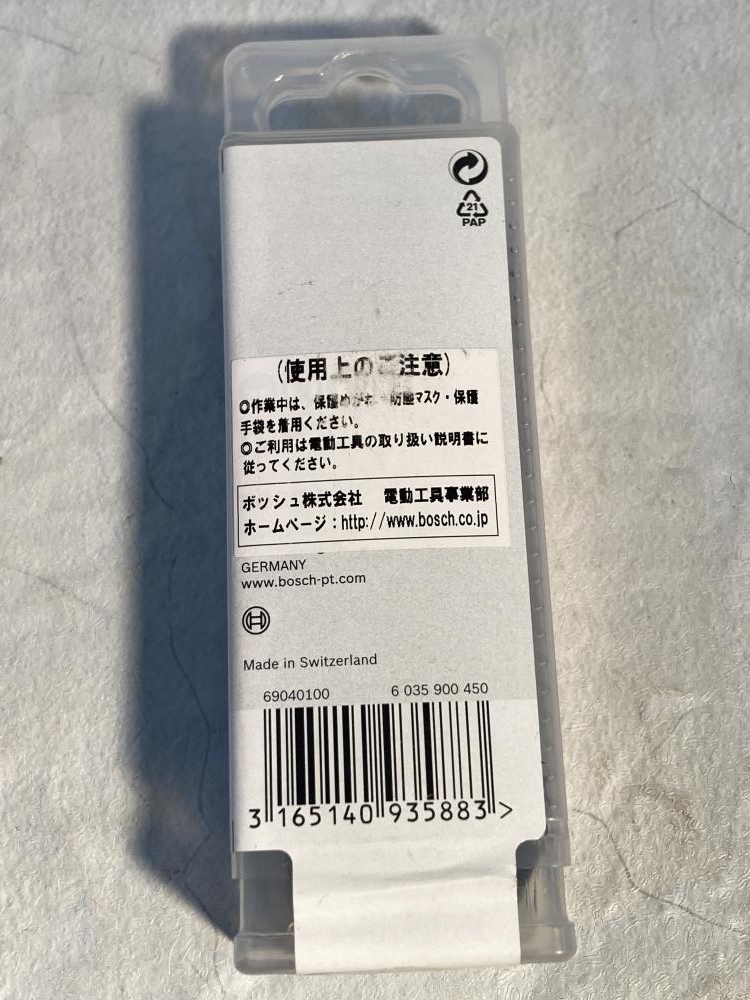 21
PAP
(使用上のご注意)
◎作業中は、保護めがね 防塵マスク・保護
手袋を着用ください。
◎ご利用は電動工具の取り扱い説明書に
従ってください。
ボッシュ株式会社 電動工具事業部
ホームページ:http://www.bosch.co.jp
GERMANY
www.bosch-pt.com
Made in Switzerland
69040100 6 035 900 450
3 165140 935883 >